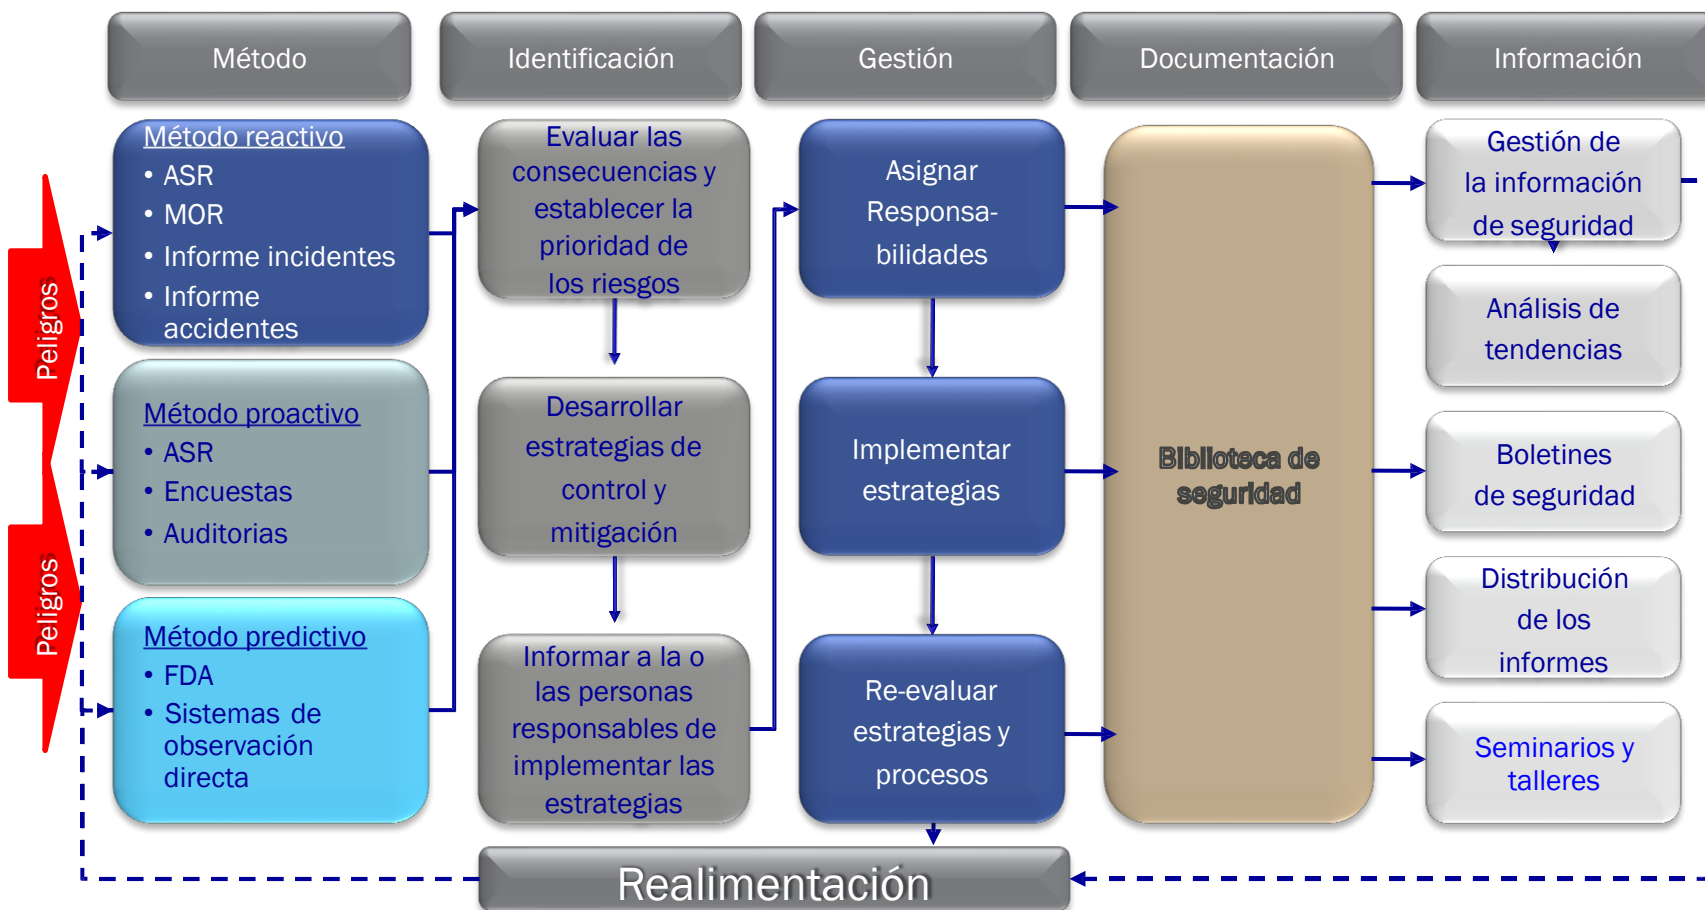 Método
Identificación
Gestión
Documentación
Información
Peligros
Peligros
Método reactivo
• ASR
• MOR
• Informe incidentes
• Informe
accidentes
Método proactivo
• ASR
• Encuestas
• Auditorias
Método predictivo
• FDA
• Sistemas de
observación
directa
Evaluar las
consecuencias y
establecer la
prioridad de
los riesgos
Desarrollar
estrategias de
control y
mitigación
Informar a la o
las personas
responsables de
implementar las
estrategias
Asignar
Responsa-
bilidades
Implementar
estrategias
Re-evaluar
estrategias y
procesos
Biblioteca de
seguridad
Gestión de
la información
de seguridad
Análisis de
tendencias
Boletines
de seguridad
Distribución
de los
informes
Seminarios y
talleres
Realimentación